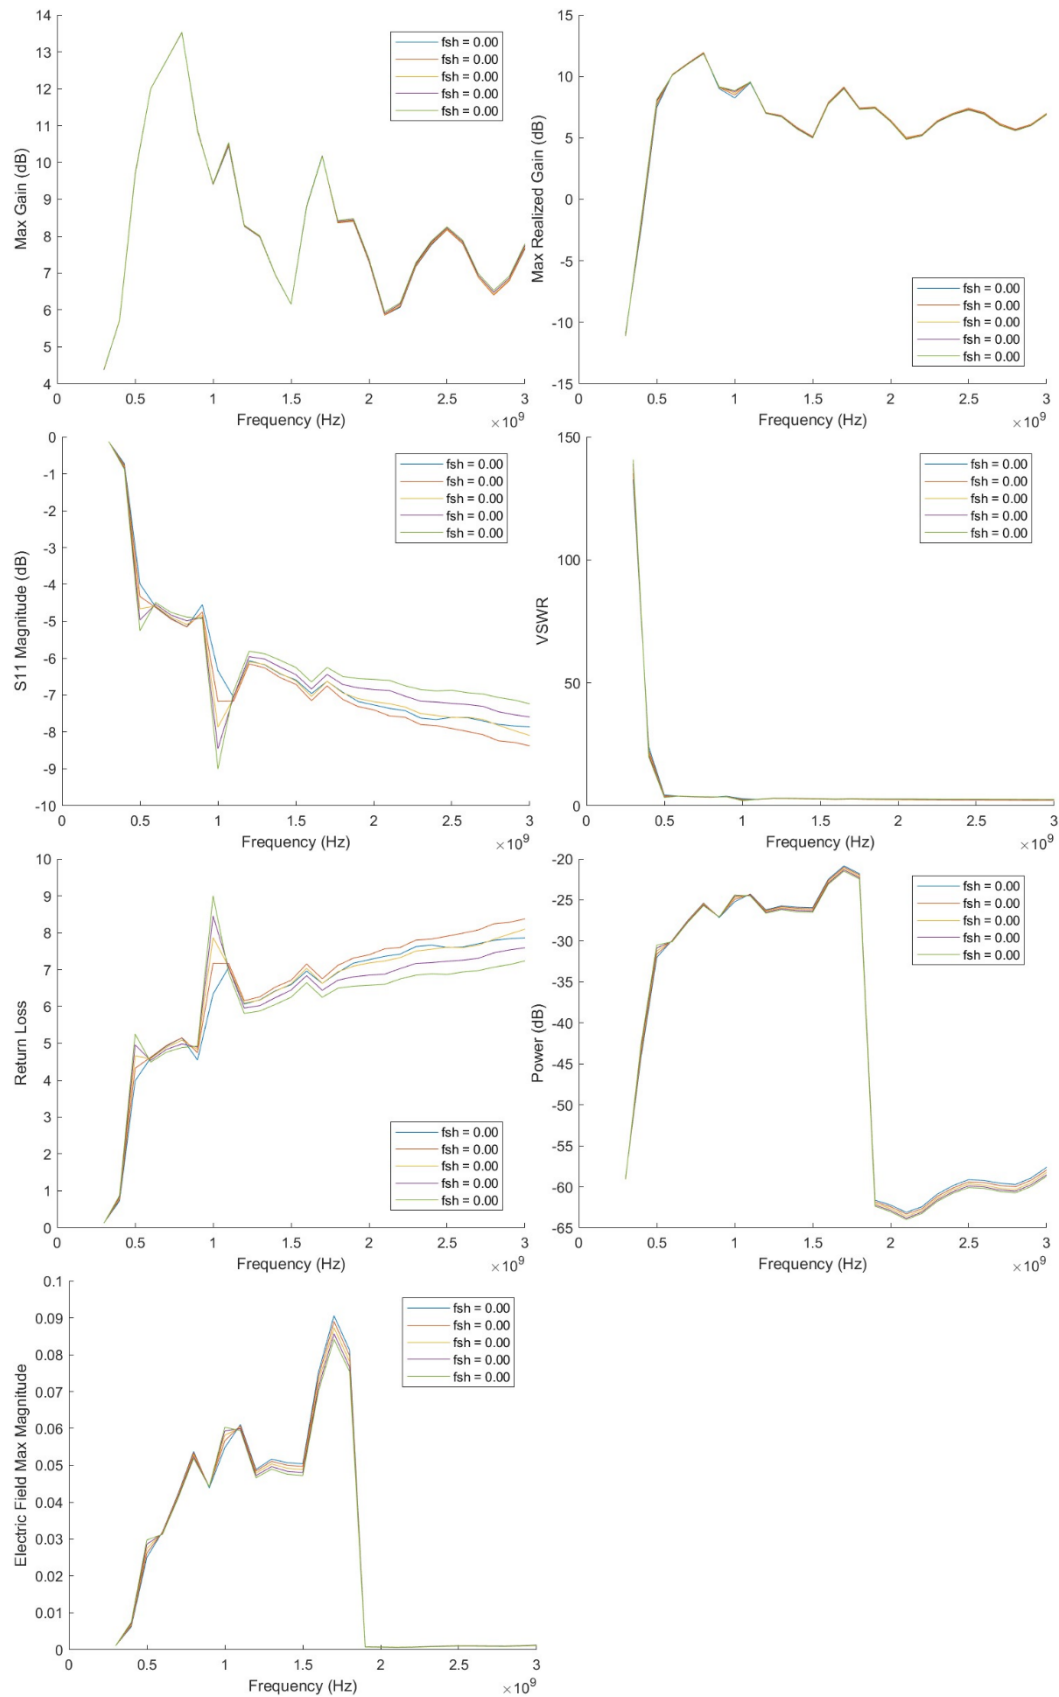 14
13
12
11
10
9
8
7
6
5
4
Max Gain (dB)
fsh = 0.00
fsh = 0.00
fsh = 0.00
fsh = 0.00
fsh = 0.00
0 0.5 1 1.5 2 2.5 3
Frequency (Hz)
×10^9
15
10
5
0
-5
-10
-15
Max Realized Gain (dB)
fsh = 0.00
fsh = 0.00
fsh = 0.00
fsh = 0.00
fsh = 0.00
0 0.5 1 1.5 2 2.5 3
Frequency (Hz)
×10^9
0
-1
-2
-3
-4
-5
-6
-7
-8
-9
-10
S11 Magnitude (dB)
fsh = 0.00
fsh = 0.00
fsh = 0.00
fsh = 0.00
fsh = 0.00
0 0.5 1 1.5 2 2.5 3
Frequency (Hz)
×10^9
150
100
50
0
VSWR
fsh = 0.00
fsh = 0.00
fsh = 0.00
fsh = 0.00
fsh = 0.00
0 0.5 1 1.5 2 2.5 3
Frequency (Hz)
×10^9
10
9
8
7
6
5
4
3
2
1
0
Return Loss
fsh = 0.00
fsh = 0.00
fsh = 0.00
fsh = 0.00
fsh = 0.00
0 0.5 1 1.5 2 2.5 3
Frequency (Hz)
×10^9
-20
-25
-30
-35
-40
-45
-50
-55
-60
-65
Power (dB)
fsh = 0.00
fsh = 0.00
fsh = 0.00
fsh = 0.00
fsh = 0.00
0 0.5 1 1.5 2 2.5 3
Frequency (Hz)
×10^9
0.1
0.09
0.08
0.07
0.06
0.05
0.04
0.03
0.02
0.01
0
Electric Field Max Magnitude
fsh = 0.00
fsh = 0.00
fsh = 0.00
fsh = 0.00
fsh = 0.00
0 0.5 1 1.5 2 2.5 3
Frequency (Hz)
×10^9